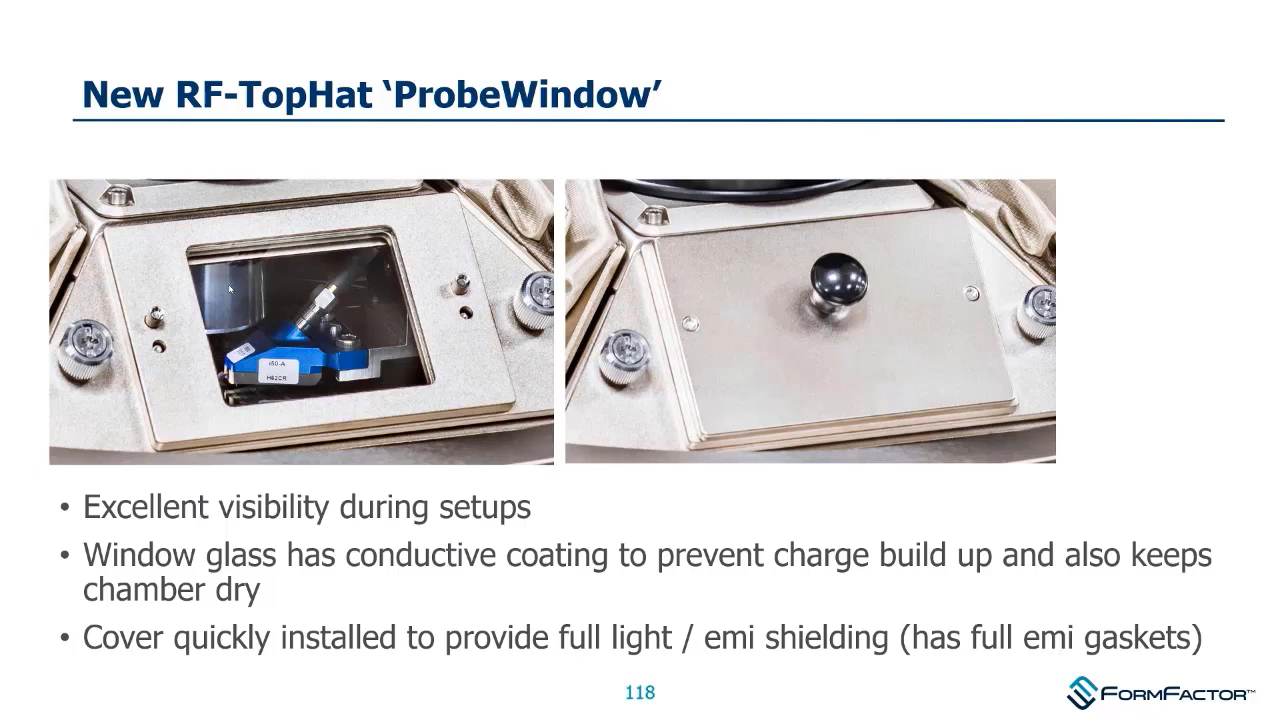 New RF-TopHat ‘ProbeWindow’
i50-A
• Excellent visibility during setups
• Window glass has conductive coating to prevent charge build up and also keeps
chamber dry
• Cover quickly installed to provide full light / emi shielding (has full emi gaskets)
118
FORMFACTOR™